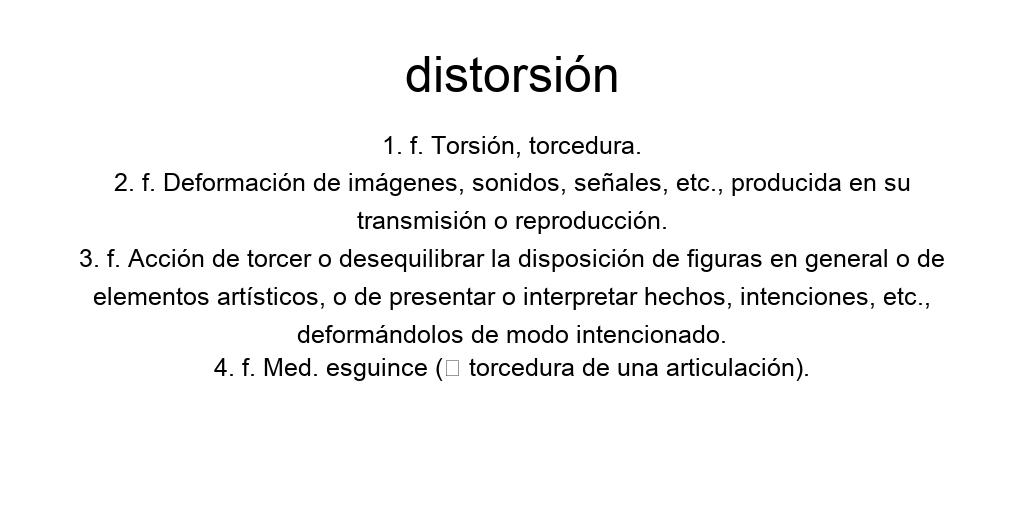 distorsión
1. f. Torsión, torcedura.
2. f. Deformación de imágenes, sonidos, señales, etc., producida en su
transmisión o reproducción.
3. f. Acción de torcer o desequilibrar la disposición de figuras en general o de
elementos artísticos, o de presentar o interpretar hechos, intenciones, etc.,
deformándolos de modo intencionado.
4. f. Med. esguince (□ torcedura de una articulación).